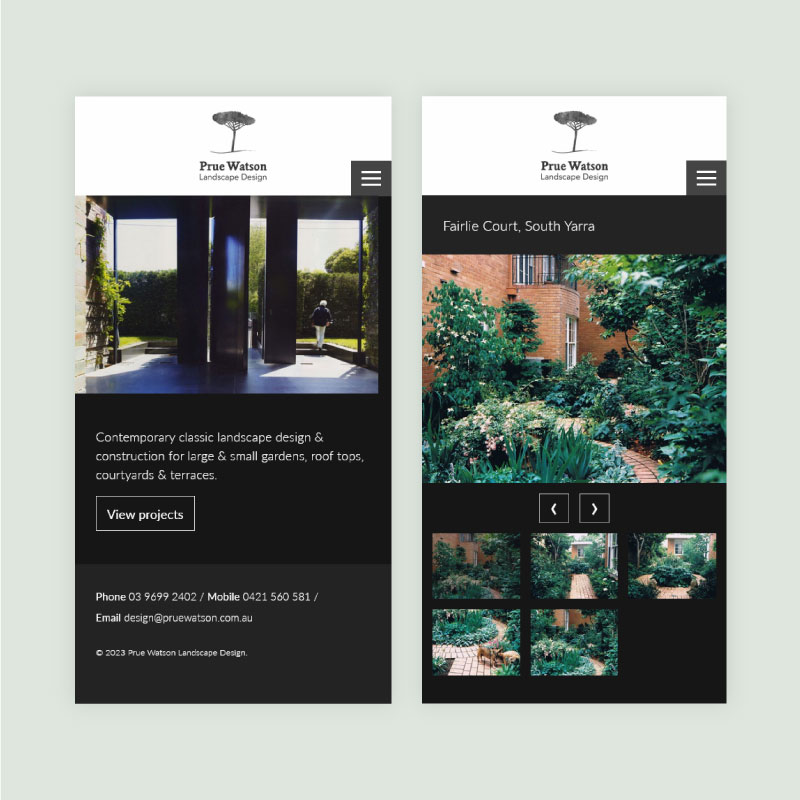 Prue Watson
Landscape Design
Contemporary classic landscape design &
construction for large & small gardens, roof tops,
courtyards & terraces.
View projects
Phone 03 9699 2402 / Mobile 0421 560 581 /
Email design@pruewatson.com.au
© 2023 Prue Watson Landscape Design.
Prue Watson
Landscape Design
Fairlie Court, South Yarra